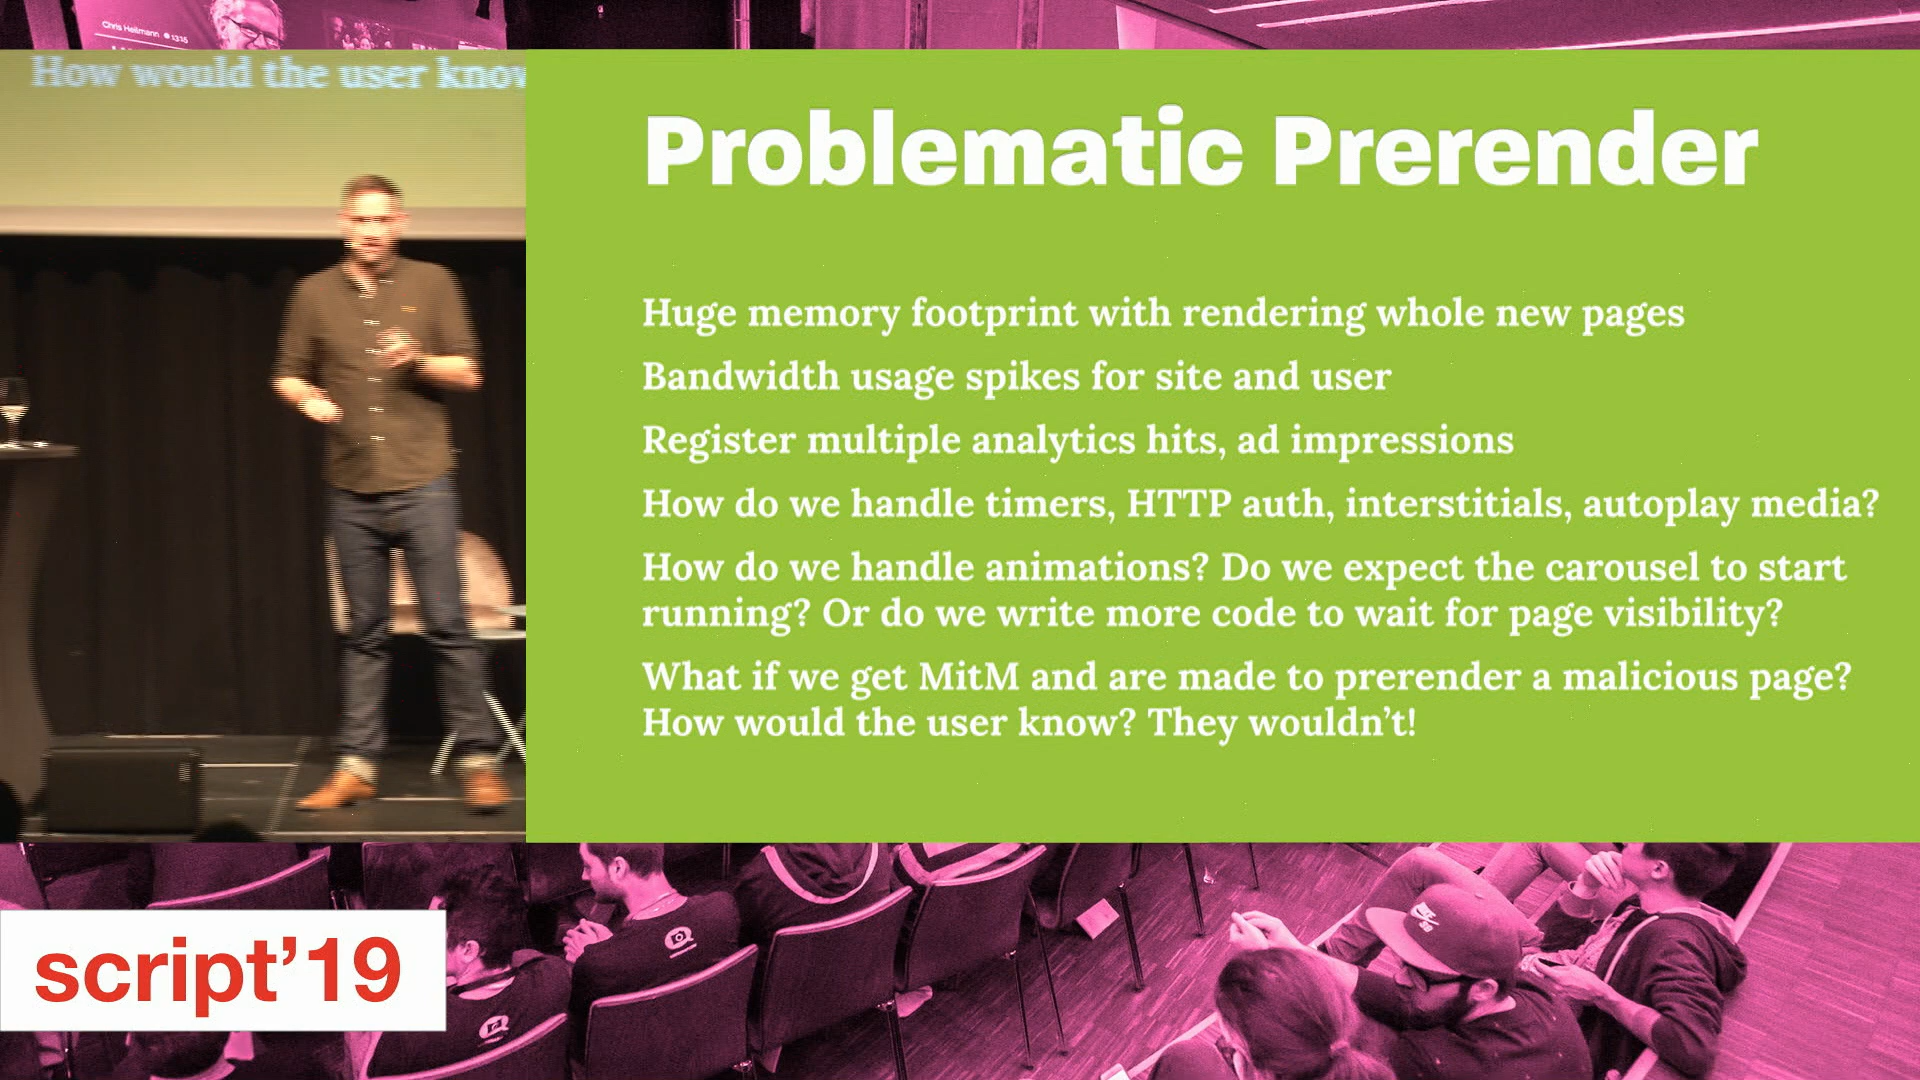 Chris Heilmann 13:15
How would the user know
Problematic Prerender
Huge memory footprint with rendering whole new pages
Bandwidth usage spikes for site and user
Register multiple analytics hits, ad impressions
How do we handle timers, HTTP auth, interstitials, autoplay media?
How do we handle animations? Do we expect the carousel to start
running? Or do we write more code to wait for page visibility?
What if we get MitM and are made to prerender a malicious page?
How would the user know? They wouldn’t!
script’19